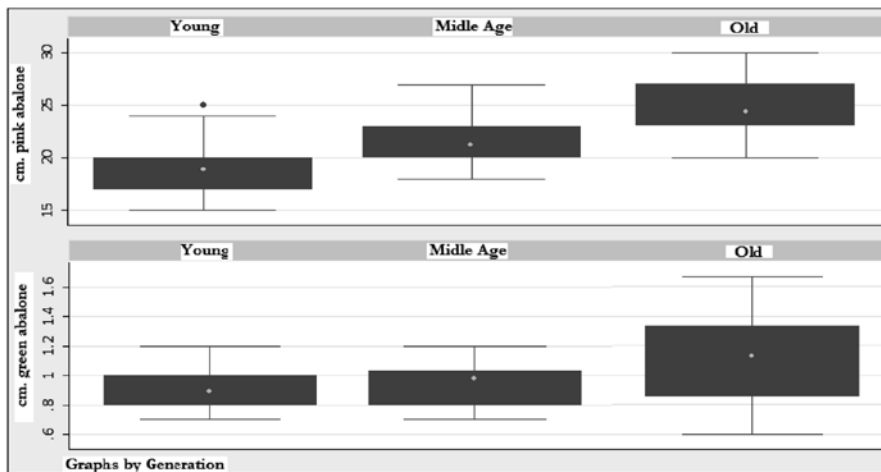 Young Midle Age Old
cm. pink abalone
30
25
20
15
Young Midle Age Old
cm. green abalone
1.6
1.4
1.2
1
.8
.6
Graphs by Generation